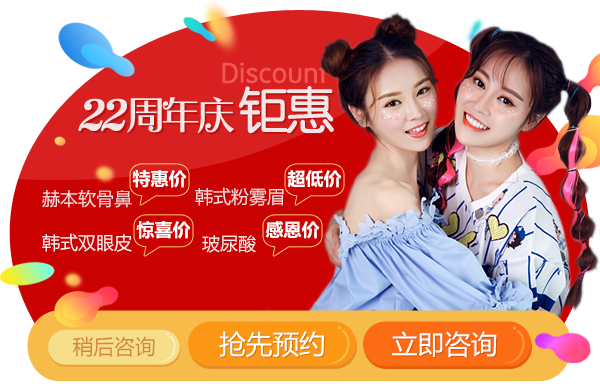 Discount
22周年庆 钜惠
赫本软骨鼻 特惠价 韩式粉雾眉 超低价
韩式双眼皮 惊喜价 玻尿酸 感恩价
稍后咨询 抢先预约 立即咨询